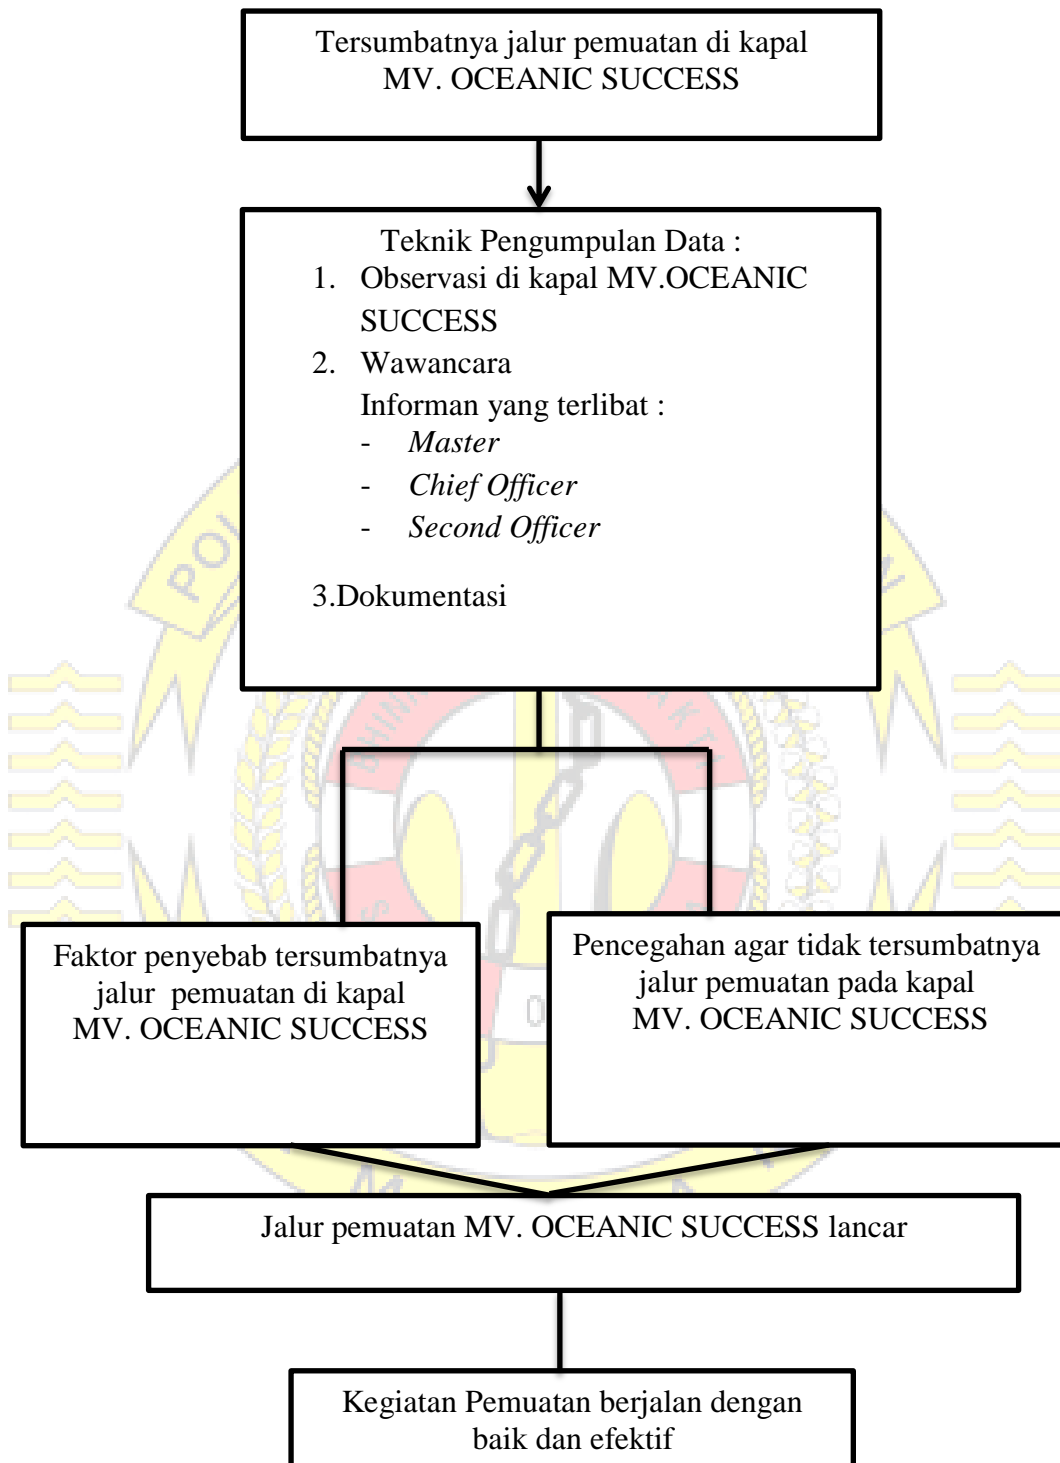 Tersumbatnya jalur pemuatan di kapal
MV. OCEANIC SUCCESS
Teknik Pengumpulan Data :
1. Observasi di kapal MV.OCEANIC
SUCCESS
2. Wawancara
Informan yang terlibat :
- Master
- Chief Officer
- Second Officer
3.Dokumentasi
Faktor penyebab tersumbatnya
jalur pemuatan di kapal
MV. OCEANIC SUCCESS
Pencegahan agar tidak tersumbatnya
jalur pemuatan pada kapal
MV. OCEANIC SUCCESS
Jalur pemuatan MV. OCEANIC SUCCESS lancar
Kegiatan Pemuatan berjalan dengan
baik dan efektif